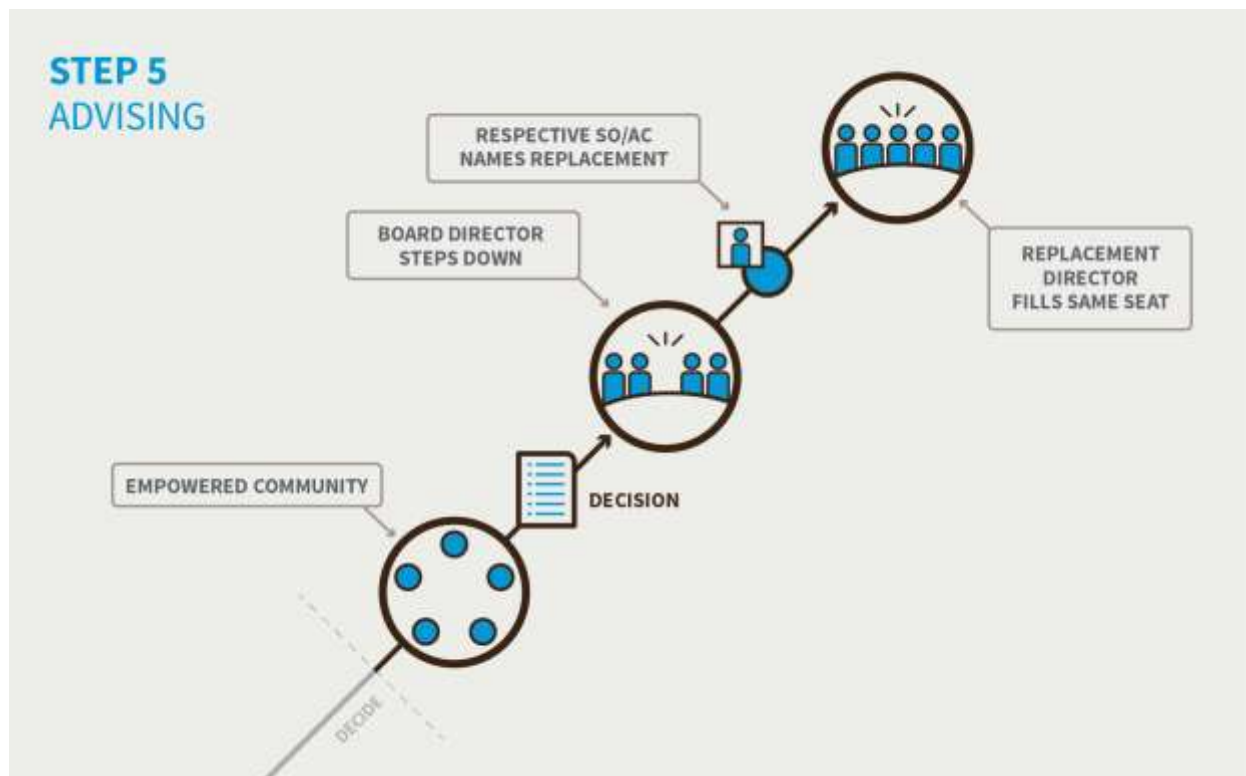 STEP 5
ADVISING
RESPECTIVE SO/AC
NAMES REPLACEMENT
BOARD DIRECTOR
STEPS DOWN
REPLACEMENT
DIRECTOR
FILLS SAME SEAT
EMPOWERED COMMUNITY
DECISION
DECIDE